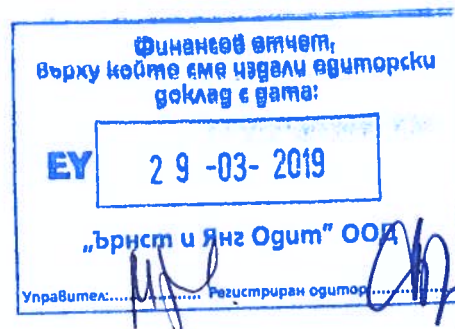 Финансов отчет,
върху който сме издали одиторски
доклад с дата:
EY
29 -03- 2019
„Ърнст и Янг Одит" ООД
Управител:............... Регистриран одитор.............